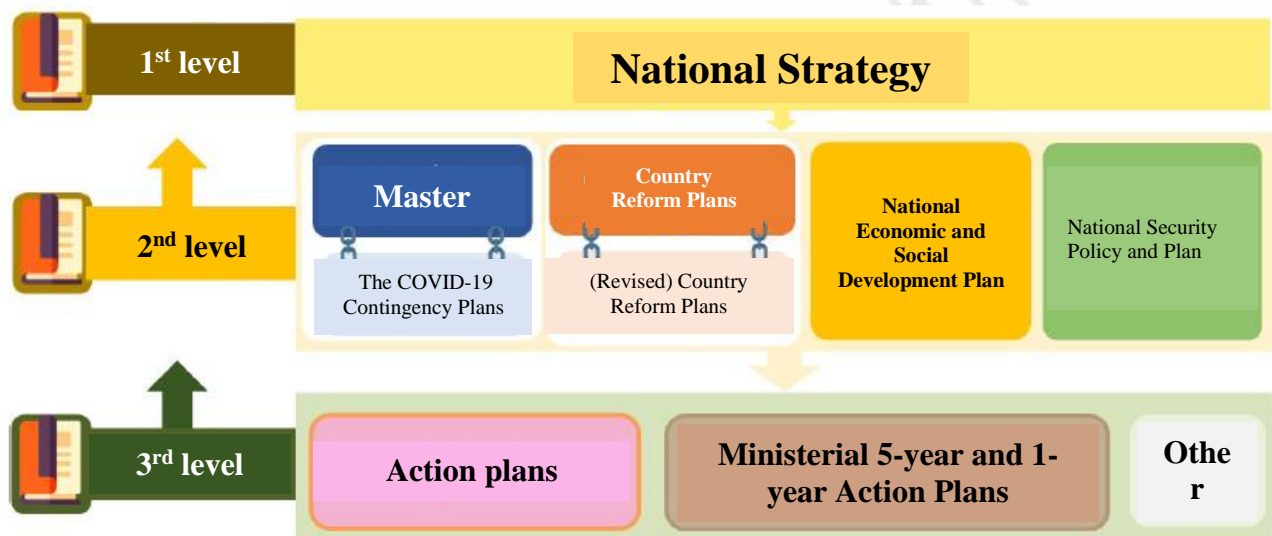 1st level
National Strategy
2nd level
Master
The COVID-19
Contingency Plans
Country
Reform Plans
(Revised) Country
Reform Plans
National
Economic and
Social
Development Plan
National Security
Policy and Plan
3rd level
Action plans
Ministerial 5-year and 1-
year Action Plans
Othe
r